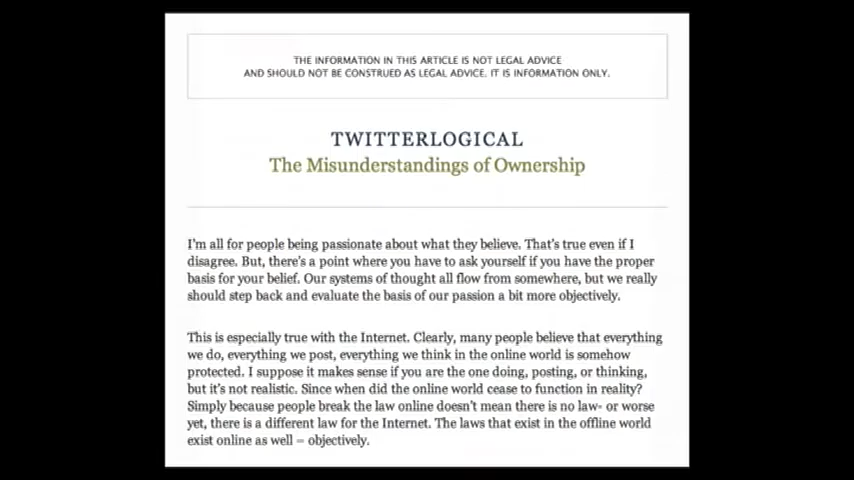 THE INFORMATION IN THIS ARTICLE IS NOT LEGAL ADVICE
AND SHOULD NOT BE CONSTRUED AS LEGAL ADVICE. IT IS INFORMATION ONLY.
TWITTERLOGICAL
The Misunderstandings of Ownership
I'm all for people being passionate about what they believe. That's true even if I
disagree. But, there's a point where you have to ask yourself if you have the proper
basis for your belief. Our systems of thought all flow from somewhere, but we really
should step back and evaluate the basis of our passion a bit more objectively.
This is especially true with the Internet. Clearly, many people believe that everything
we do, everything we post, everything we think in the online world is somehow
protected. I suppose it makes sense if you are the one doing, posting, or thinking,
but it's not realistic. Since when did the online world cease to function in reality?
Simply because people break the law online doesn't mean there is no law- or worse
yet, there is a different law for the Internet. The laws that exist in the offline world
exist online as well – objectively.